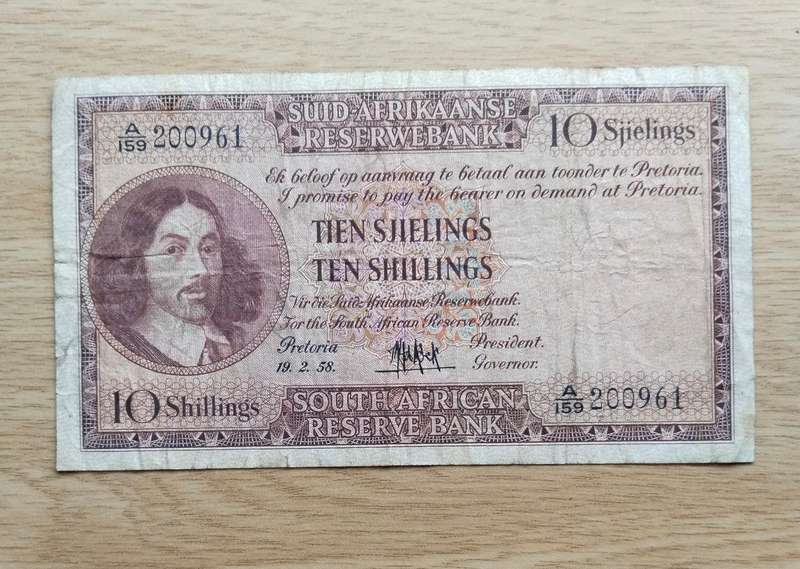 SUID-AFRIKAANSE
RESERWEBANK
A/159 200961
10 Sjielings
Ek beloof op aanvraag te betaal aan toonder te Pretoria.
I promise to pay the bearer on demand at Pretoria.
TIEN SJIELINGS
TEN SHILLINGS
Vir die Suid-Afrikaanse Reserwebank.
For the South African Reserve Bank.
Pretoria President.
19. 2. 58. Governor.
10 Shillings
SOUTH AFRICAN
RESERVE BANK
A/159 200961